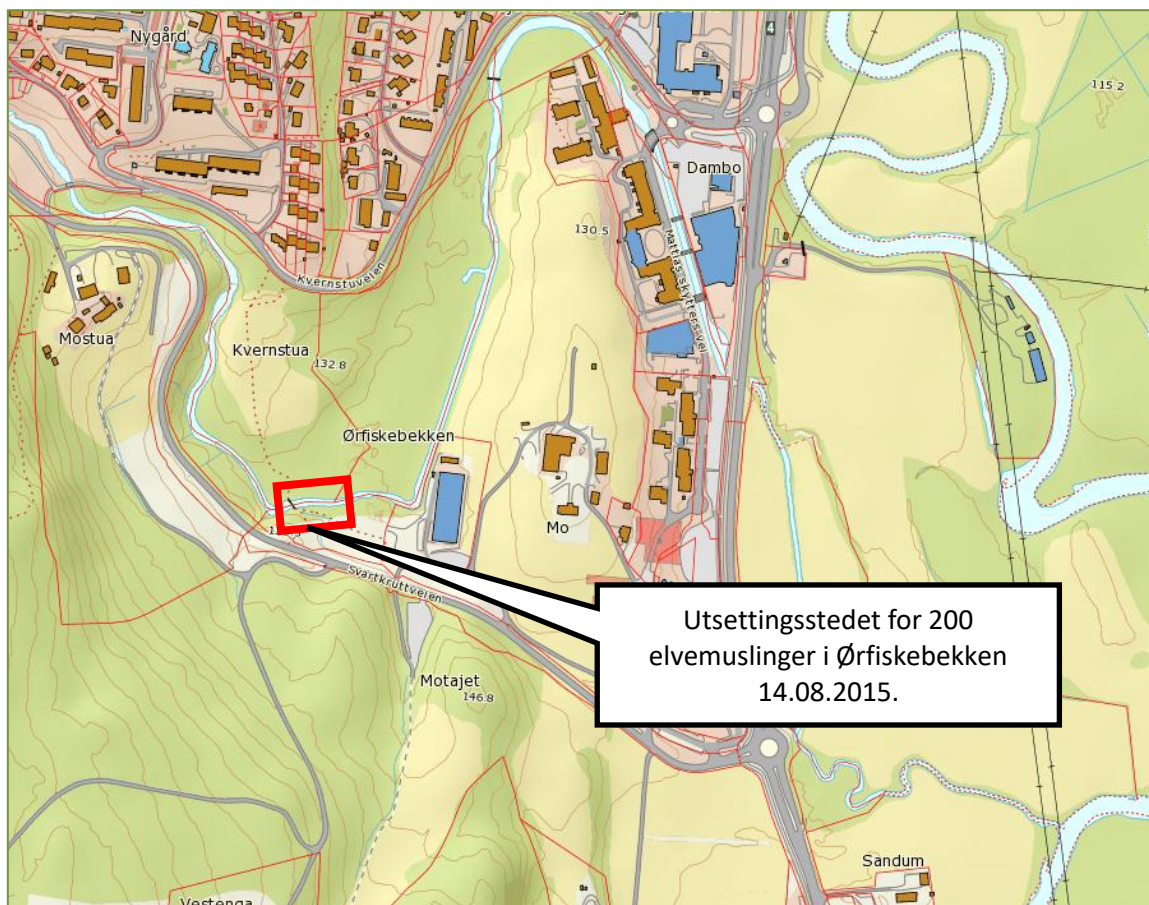 Nygård
4
115.2
Dambo
130.5
Mattias skytters vei
Kvernstuveien
Mostua
Kvernstua
132.8
Ørfiskebekken
Mo
Svartkruttveien
Utsettingsstedet for 200
elvemuslinger i Ørfiskebekken
14.08.2015.
Motajet
146.8
Sandum
Vestenga